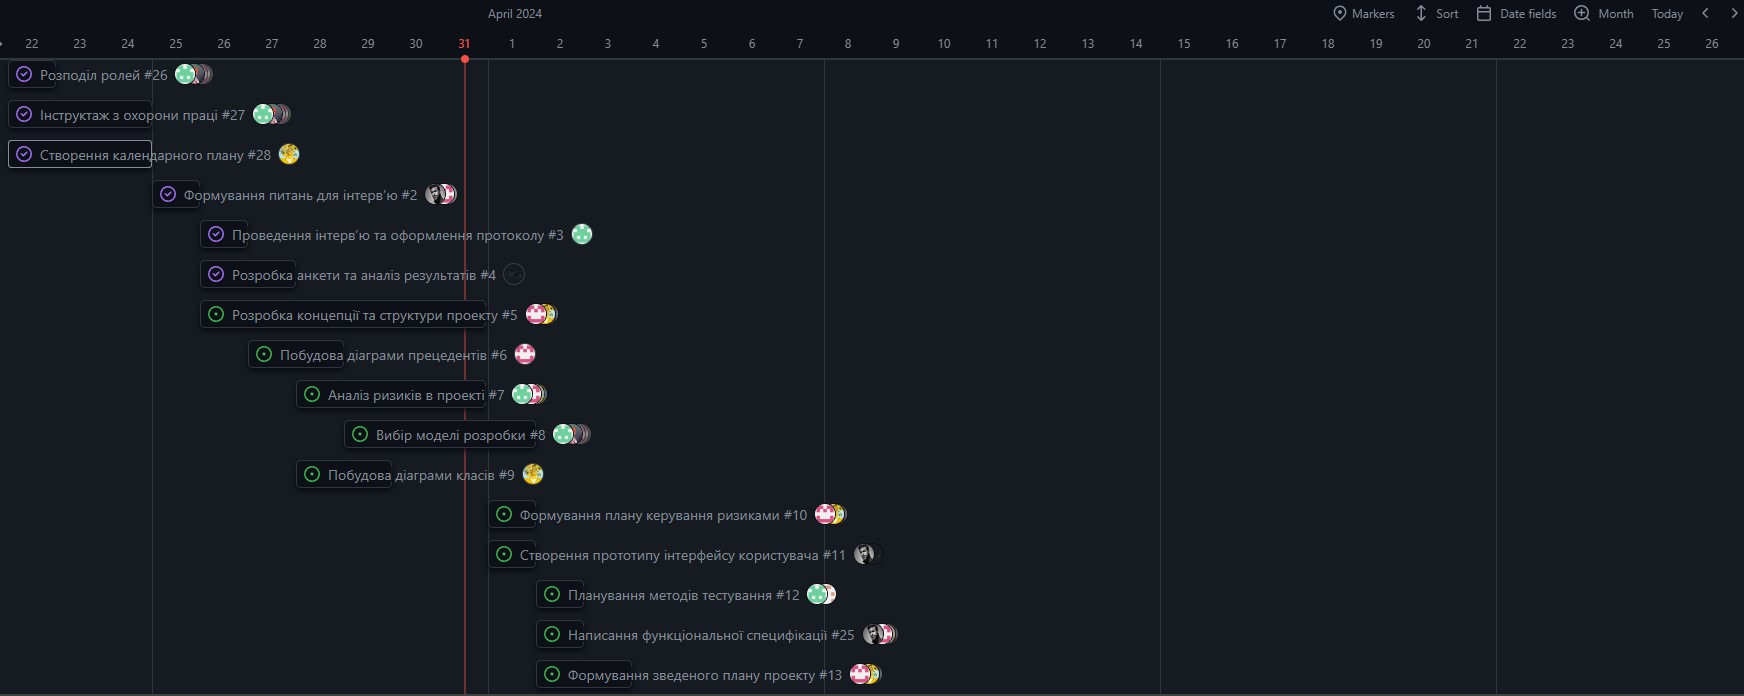 April 2024
Markers Sort Date fields Month Today
22 23 24 25 26 27 28 29 30 31 1 2 3 4 5 6 7 8 9 10 11 12 13 14 15 16 17 18 19 20 21 22 23 24 25 26
Розподіл ролей #26
Інструктаж з охорони праці #27
Створення календарного плану #28
Формування питань для інтерв’ю #2
Проведення інтерв’ю та оформлення протоколу #3
Розробка анкети та аналіз результатів #4
Розробка концепції та структури проекту #5
Побудова діаграми прецедентів #6
Аналіз ризиків в проекті #7
Вибір моделі розробки #8
Побудова діаграми класів #9
Формування плану керування ризиками #10
Створення прототипу інтерфейсу користувача #11
Планування методів тестування #12
Написання функціональної специфікації #25
Формування зведеного плану проекту #13